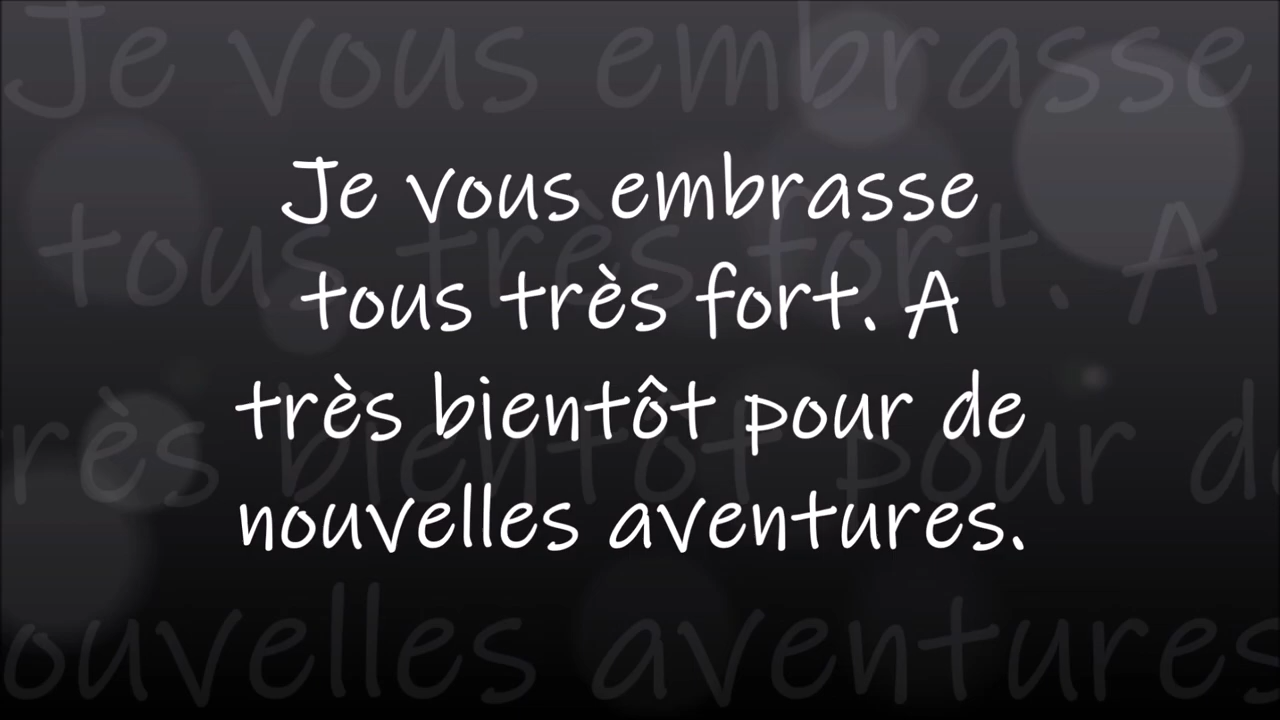 Je vous embrasse
tous très fort. A
très bientôt pour de
nouvelles aventures.